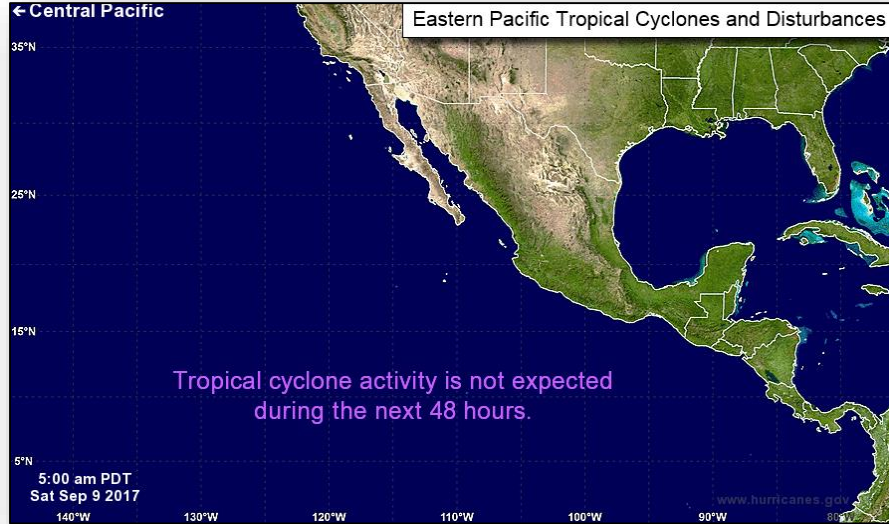 ← Central Pacific
Eastern Pacific Tropical Cyclones and Disturbances
35°N
25°N
15°N
Tropical cyclone activity is not expected
during the next 48 hours.
5°N
5:00 am PDT
Sat Sep 9 2017
www.hurricanes.gov
140°W 130°W 120°W 110°W 100°W 90°W 80°W